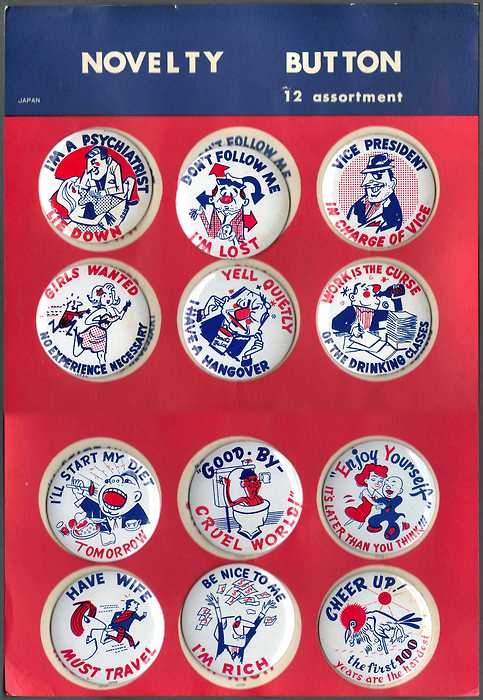 NOVELTY BUTTON
JAPAN
12 assortment
I'M A PSYCHIATRIST
LIE DOWN
DON'T FOLLOW ME
DON'T FOLLOW ME
I'M LOST
VICE PRESIDENT
IN CHARGE OF VICE
GIRLS WANTED
NO EXPERIENCE NECESSARY
YELL QUIETLY
I HAVE A HANGOVER
WORK IS THE CURSE
OF THE DRINKING CLASSES
I'LL START MY DIET
TOMORROW
"GOOD-BY-
CRUEL WORLD!"
"Enjoy Yourself"
IT'S LATER THAN YOU THINK!!!
HAVE WIFE
MUST TRAVEL
BE NICE TO ME
I'M RICH
CHEER UP!
the first 100
years are the hardest